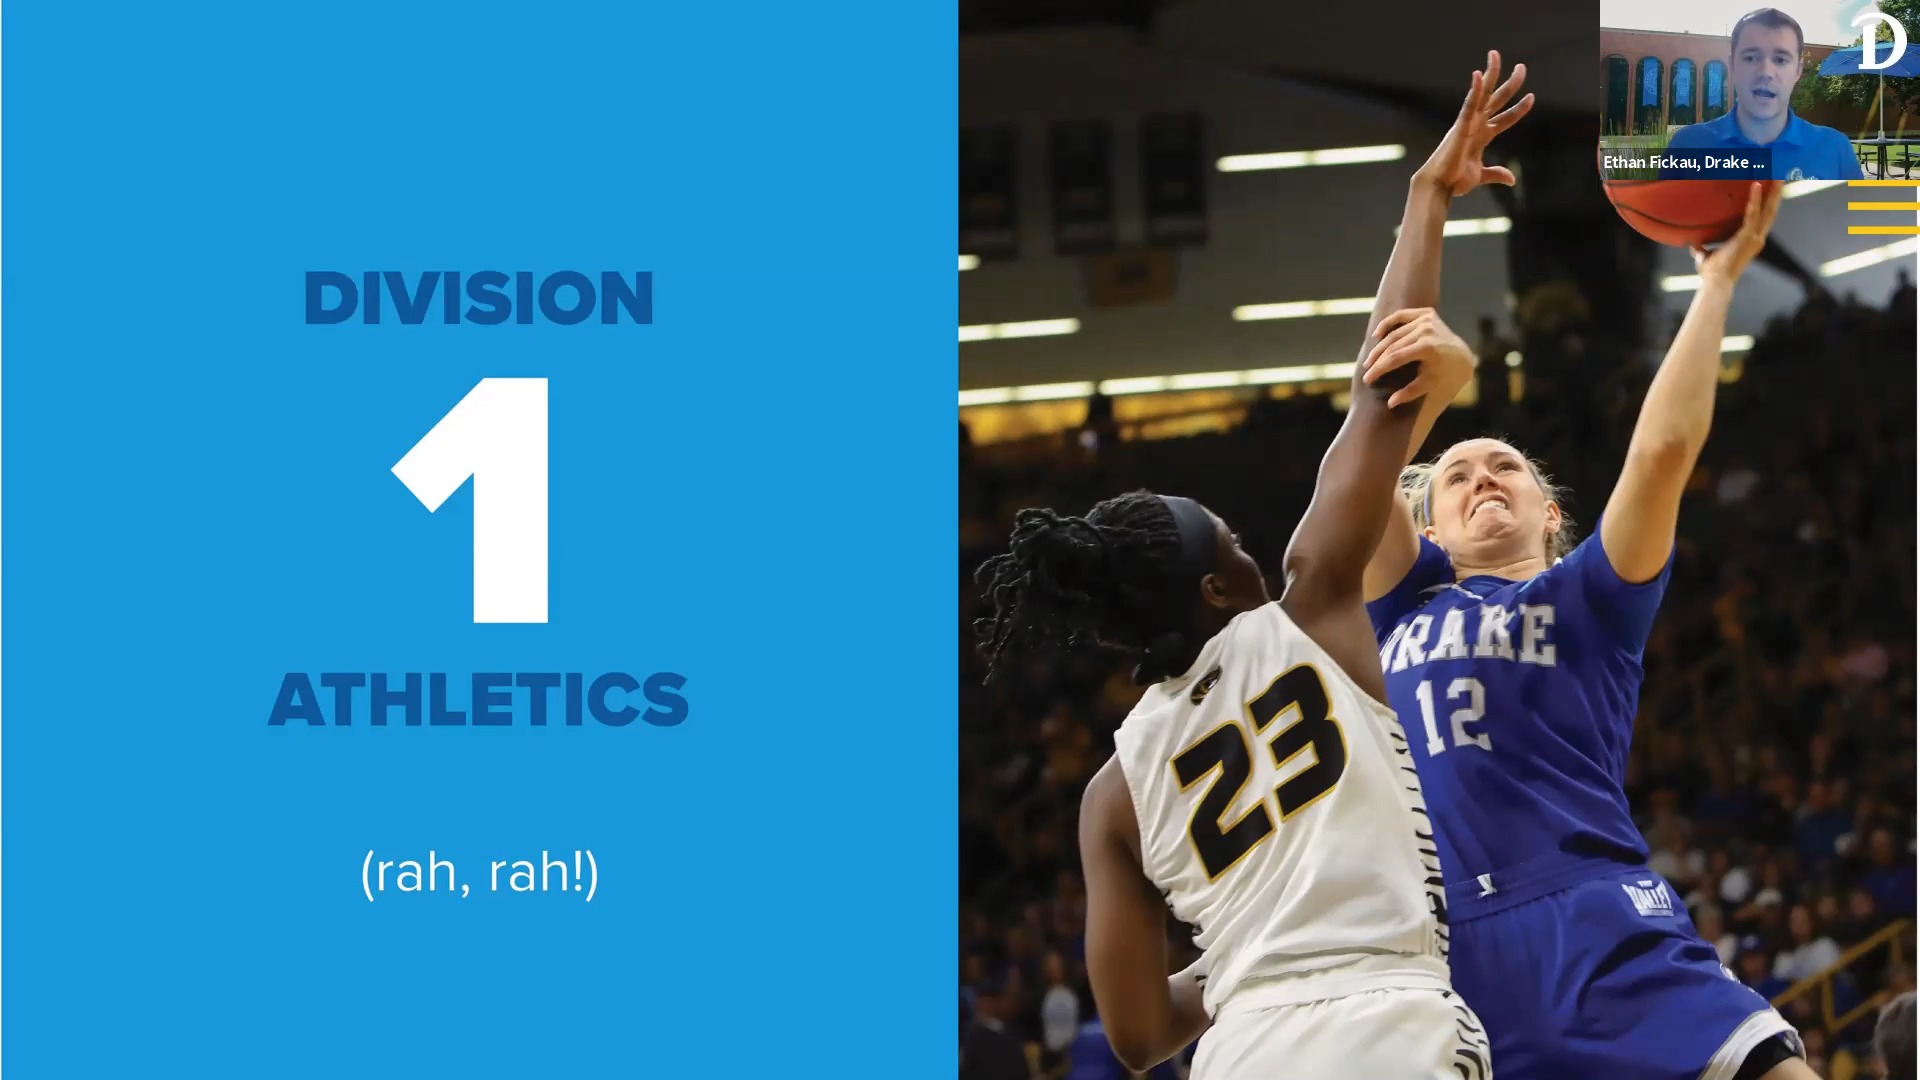 DIVISION
1
ATHLETICS
(rah, rah!)
D
Ethan Fickau, Drake ...
DRAKE
12
23